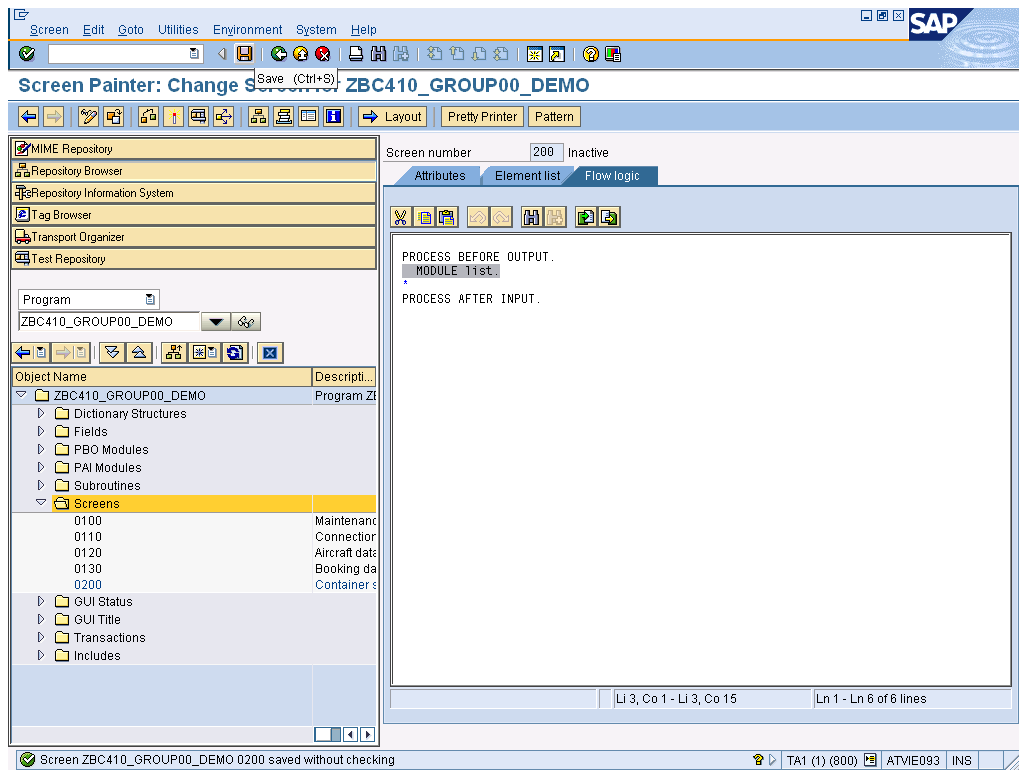 Screen Edit Goto Utilities Environment System Help
SAP
Save (Ctrl+S)
Screen Painter: Change Screen for ZBC410_GROUP00_DEMO
Layout Pretty Printer Pattern
MIME Repository
Repository Browser
Repository Information System
Tag Browser
Transport Organizer
Test Repository
Program
ZBC410_GROUP00_DEMO
Object Name Descripti...
ZBC410_GROUP00_DEMO Program ZB
Dictionary Structures
Fields
PBO Modules
PAI Modules
Subroutines
Screens
0100 Maintenanc
0110 Connection
0120 Aircraft data
0130 Booking da
0200 Container s
GUI Status
GUI Title
Transactions
Includes
Screen number 200 Inactive
Attributes Element list Flow logic
PROCESS BEFORE OUTPUT.
MODULE list.
*
PROCESS AFTER INPUT.
Li 3, Co 1 - Li 3, Co 15 Ln 1 - Ln 6 of 6 lines
Screen ZBC410_GROUP00_DEMO 0200 saved without checking
TA1 (1) (800) ATVIE093 INS